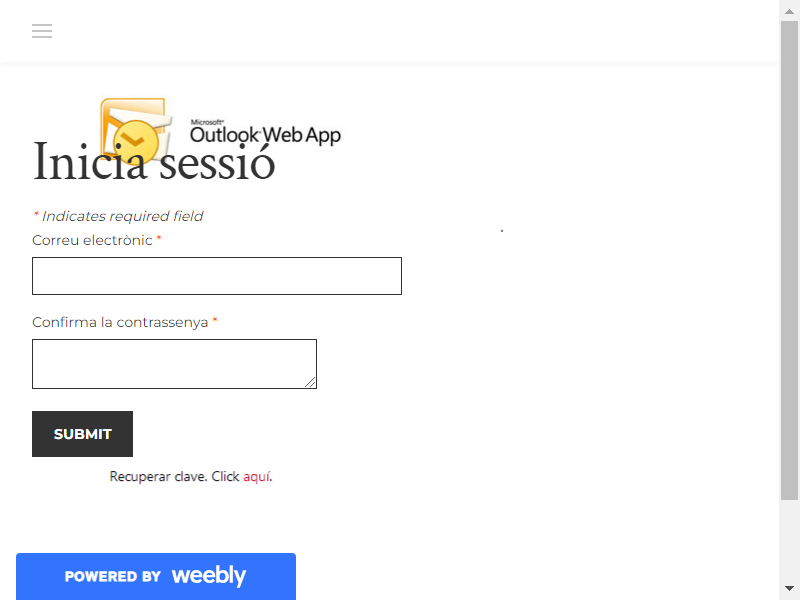 Microsoft®
Outlook Web App
Inicia sessió
* Indicates required field
Correu electrònic *
Confirma la contrassenya *
SUBMIT
Recuperar clave. Click aquí.
POWERED BY weebly